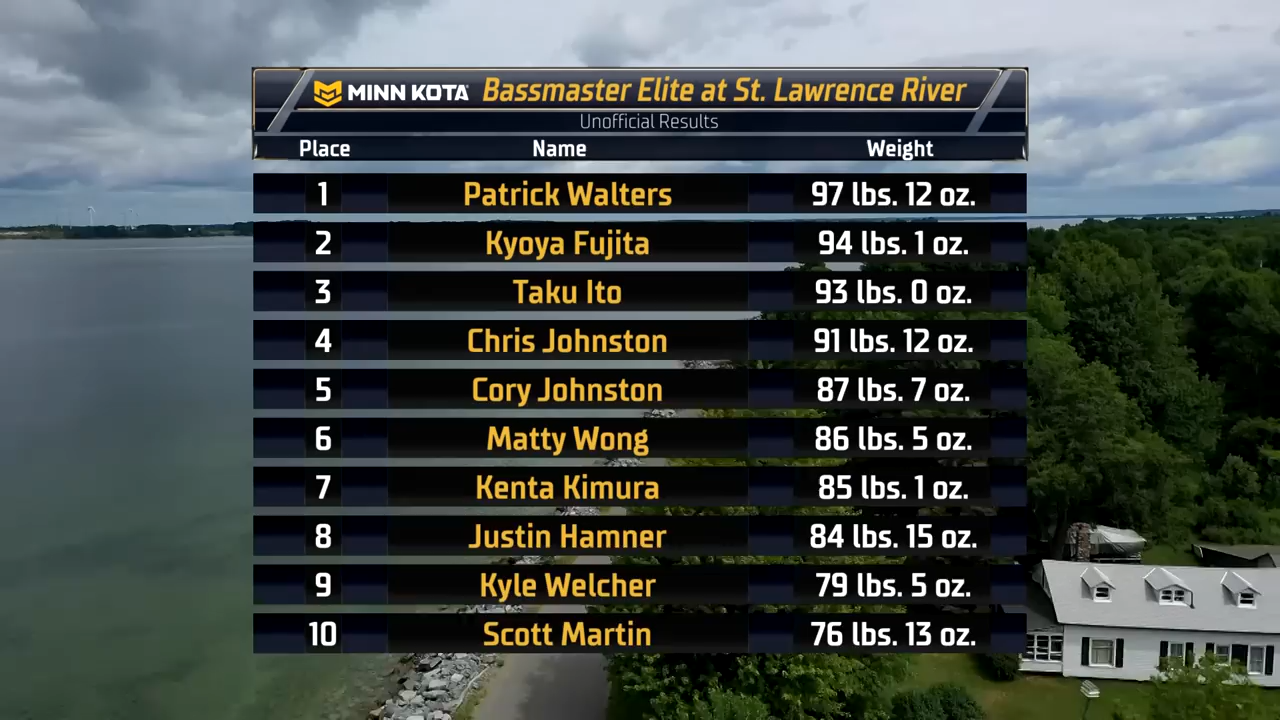 MINN KOTA Bassmaster Elite at St. Lawrence River
Unofficial Results
Place Name Weight
1 Patrick Walters 97 lbs. 12 oz.
2 Kyoya Fujita 94 lbs. 1 oz.
3 Taku Ito 93 lbs. 0 oz.
4 Chris Johnston 91 lbs. 12 oz.
5 Cory Johnston 87 lbs. 7 oz.
6 Matty Wong 86 lbs. 5 oz.
7 Kenta Kimura 85 lbs. 1 oz.
8 Justin Hamner 84 lbs. 15 oz.
9 Kyle Welcher 79 lbs. 5 oz.
10 Scott Martin 76 lbs. 13 oz.